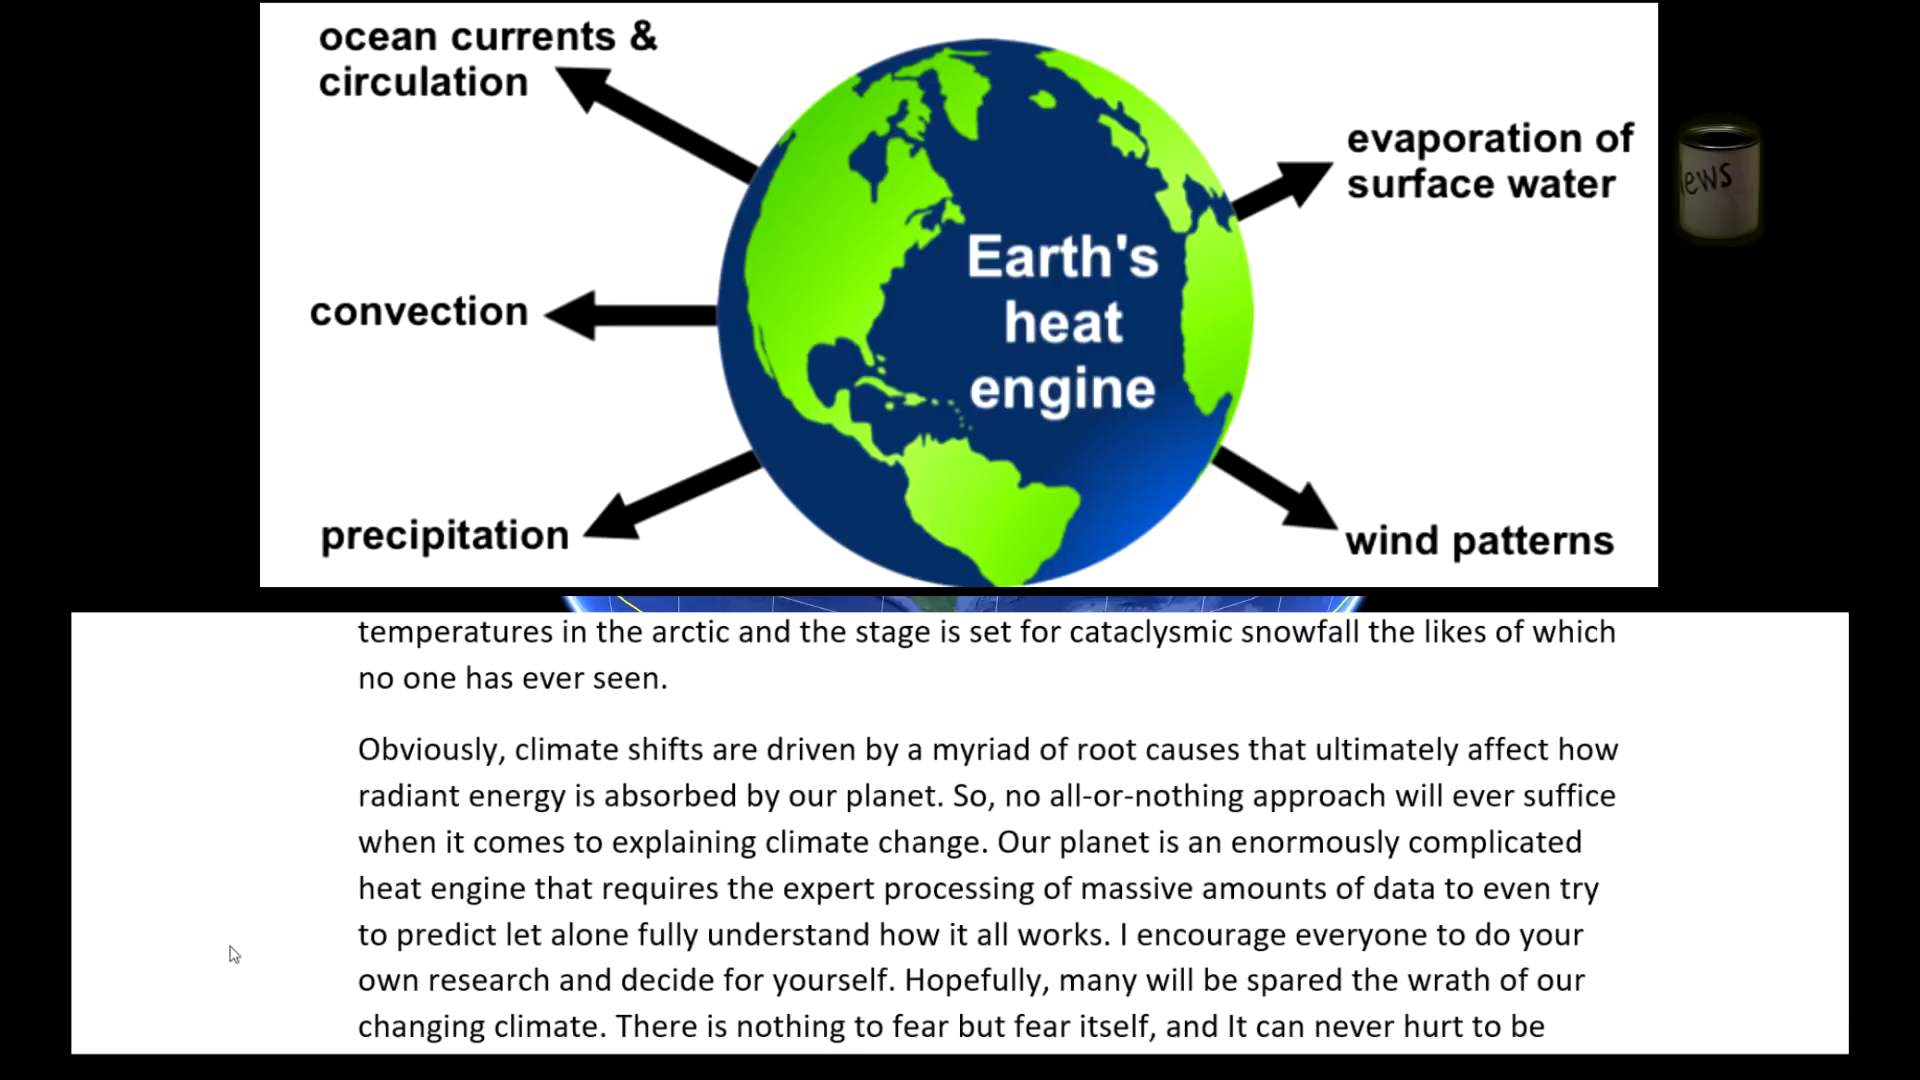 ocean currents &
circulation
evaporation of
surface water
ews
Earth's
heat
engine
convection
precipitation
wind patterns
temperatures in the arctic and the stage is set for cataclysmic snowfall the likes of which
no one has ever seen.
Obviously, climate shifts are driven by a myriad of root causes that ultimately affect how
radiant energy is absorbed by our planet. So, no all-or-nothing approach will ever suffice
when it comes to explaining climate change. Our planet is an enormously complicated
heat engine that requires the expert processing of massive amounts of data to even try
to predict let alone fully understand how it all works. I encourage everyone to do your
own research and decide for yourself. Hopefully, many will be spared the wrath of our
changing climate. There is nothing to fear but fear itself, and It can never hurt to be